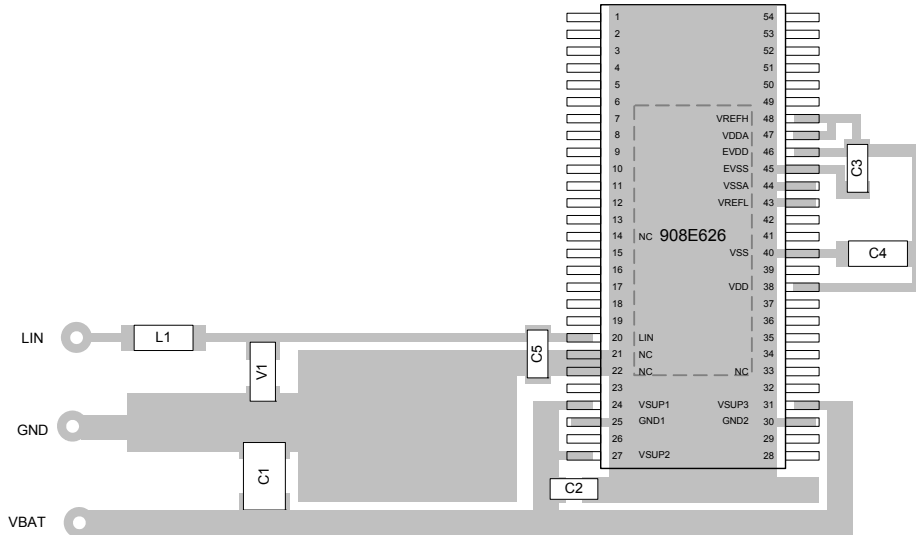 1 54
2 53
3 52
4 51
5 50
6 49
7 VREFH 48
8 VDDA 47
9 EVDD 46
10 EVSS 45
11 VSSA 44
12 VREFL 43
13 42
14 NC 908E626 41
15 VSS 40
16 39
17 VDD 38
18 37
19 36
20 LIN 35
21 NC 34
22 NC NC 33
23 32
24 VSUP1 VSUP3 31
25 GND1 GND2 30
26 29
27 VSUP2 28
C3
C4
LIN
L1
C5
V1
GND
C1
C2
VBAT